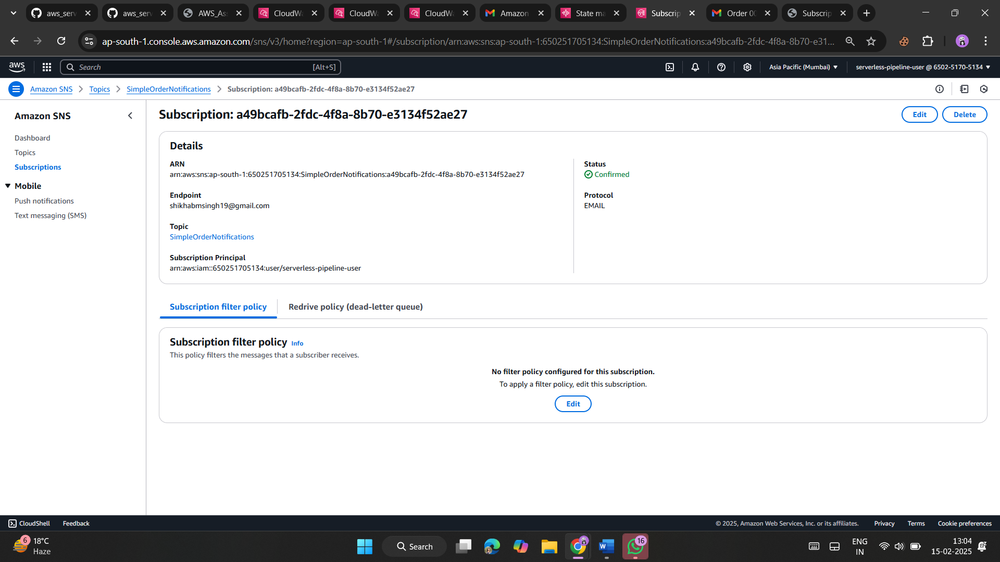 aws_serv
aws_serv
AWS_As
CloudWa
CloudWa
CloudWa
Amazon
State ma
Subscrip
Order 00
Subscrip
ap-south-1.console.aws.amazon.com/sns/v3/home?region=ap-south-1#/subscription/arn:aws:sns:ap-south-1:650251705134:SimpleOrderNotifications:a49bcafb-2fdc-4f8a-8b70-e31...
aws
Search
[Alt+S]
Asia Pacific (Mumbai)
serverless-pipeline-user @ 6502-5170-5134
Amazon SNS
Topics
SimpleOrderNotifications
Subscription: a49bcafb-2fdc-4f8a-8b70-e3134f52ae27
Amazon SNS
Dashboard
Topics
Subscriptions
Mobile
Push notifications
Text messaging (SMS)
Subscription: a49bcafb-2fdc-4f8a-8b70-e3134f52ae27
Edit
Delete
Details
ARN
arn:aws:sns:ap-south-1:650251705134:SimpleOrderNotifications:a49bcafb-2fdc-4f8a-8b70-e3134f52ae27
Endpoint
shikhabmsingh19@gmail.com
Topic
SimpleOrderNotifications
Subscription Principal
arn:aws:iam::650251705134:user/serverless-pipeline-user
Status
Confirmed
Protocol
EMAIL
Subscription filter policy
Redrive policy (dead-letter queue)
Subscription filter policy Info
This policy filters the messages that a subscriber receives.
No filter policy configured for this subscription.
To apply a filter policy, edit this subscription.
Edit
CloudShell
Feedback
© 2025, Amazon Web Services, Inc. or its affiliates.
Privacy
Terms
Cookie preferences
6
18°C
Haze
Search
16
ENG
IN
13:04
15-02-2025